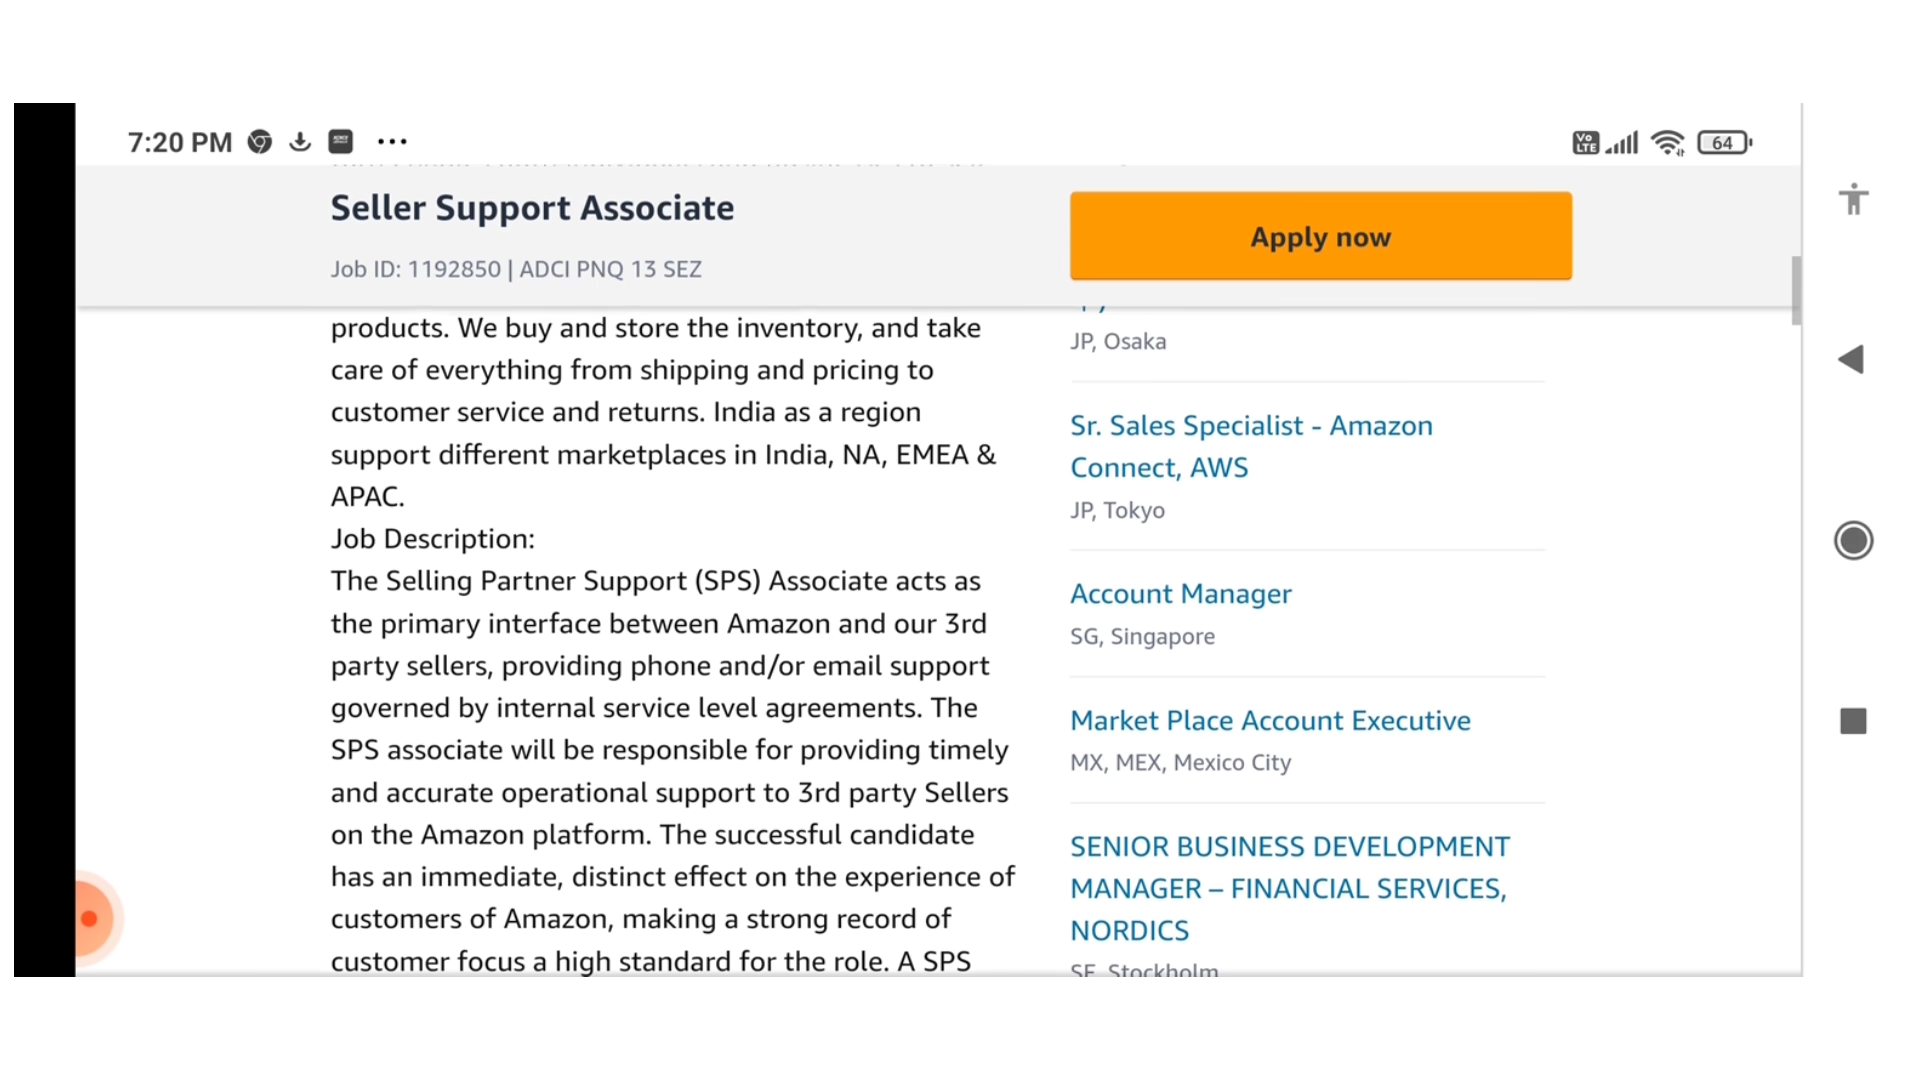 7:20 PM
Vo LTE
64
Seller Support Associate
Job ID: 1192850 | ADCI PNQ 13 SEZ
Apply now
products. We buy and store the inventory, and take
care of everything from shipping and pricing to
customer service and returns. India as a region
support different marketplaces in India, NA, EMEA &
APAC.
Job Description:
The Selling Partner Support (SPS) Associate acts as
the primary interface between Amazon and our 3rd
party sellers, providing phone and/or email support
governed by internal service level agreements. The
SPS associate will be responsible for providing timely
and accurate operational support to 3rd party Sellers
on the Amazon platform. The successful candidate
has an immediate, distinct effect on the experience of
customers of Amazon, making a strong record of
customer focus a high standard for the role. A SPS
JP, Osaka
Sr. Sales Specialist - Amazon
Connect, AWS
JP, Tokyo
Account Manager
SG, Singapore
Market Place Account Executive
MX, MEX, Mexico City
SENIOR BUSINESS DEVELOPMENT
MANAGER – FINANCIAL SERVICES,
NORDICS
SE, Stockholm